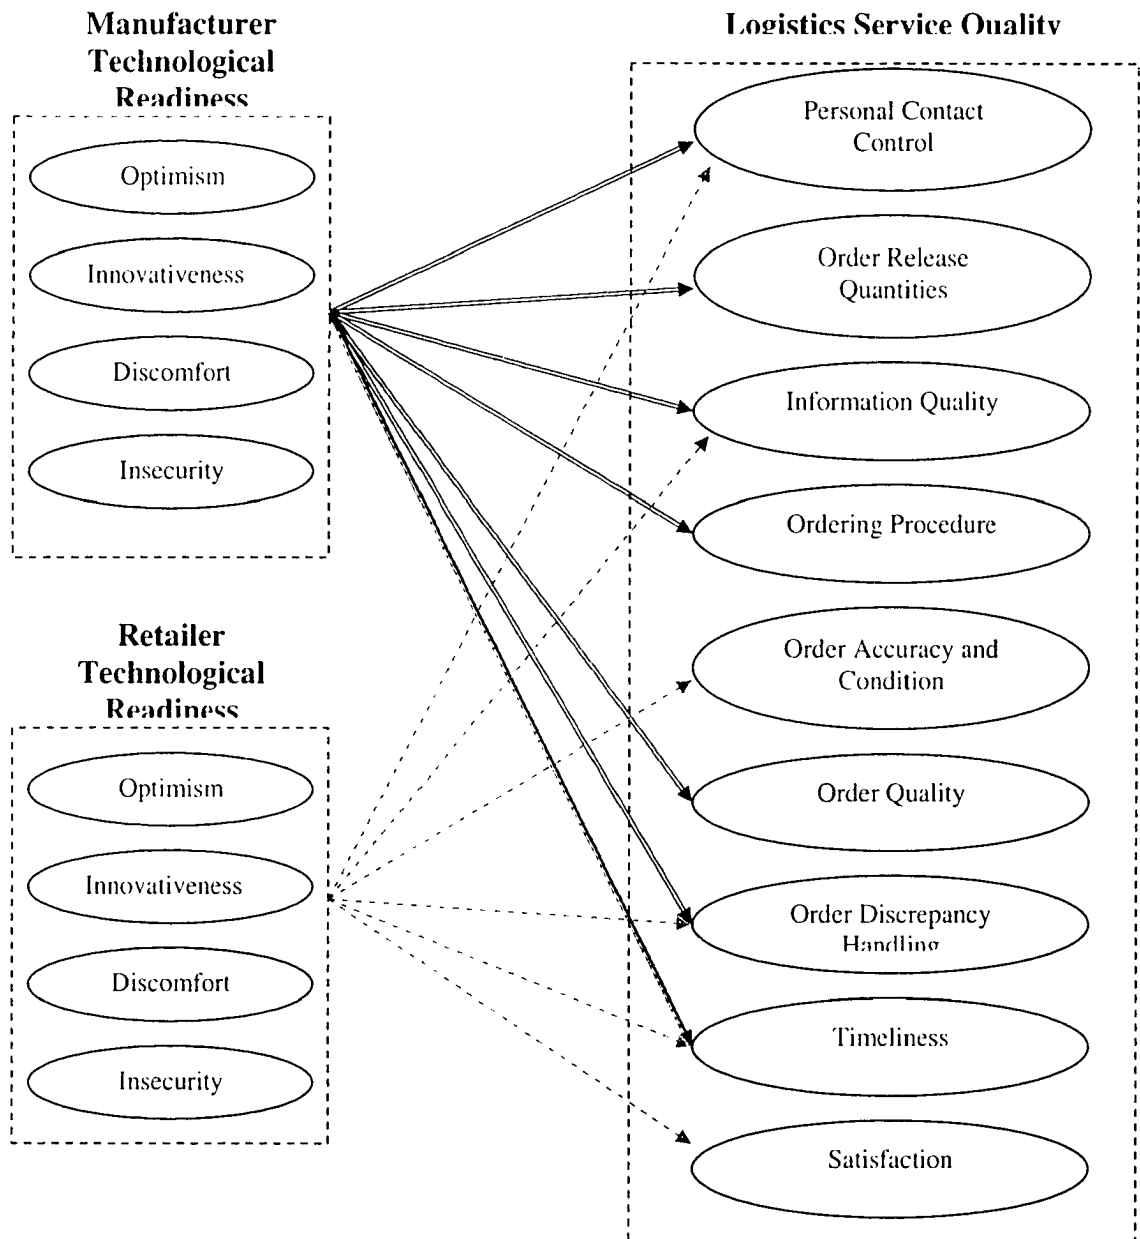 Manufacturer
Technological
Readiness
Optimism
Innovativeness
Discomfort
Insecurity
Retailer
Technological
Readiness
Optimism
Innovativeness
Discomfort
Insecurity
Logistics Service Quality
Personal Contact
Control
Order Release
Quantities
Information Quality
Ordering Procedure
Order Accuracy and
Condition
Order Quality
Order Discrepancy
Handling
Timeliness
Satisfaction